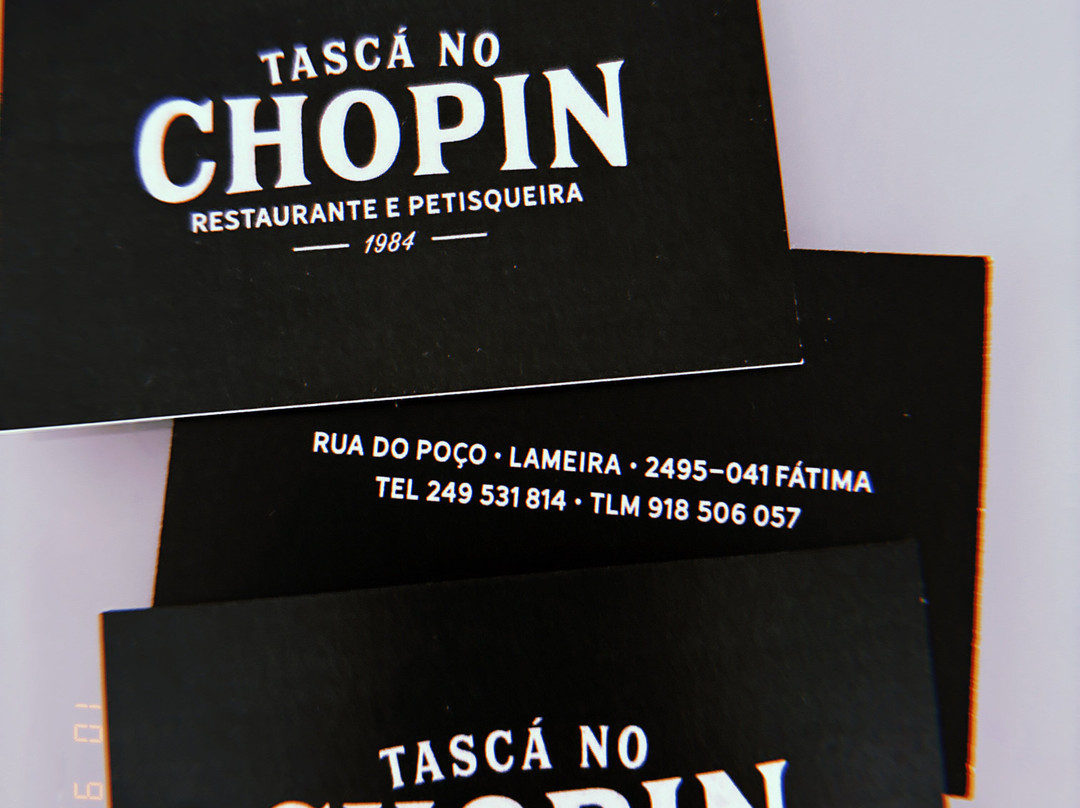 TASCÁ NO
CHOPIN
RESTAURANTE E PETISQUEIRA
1984
RUA DO POÇO • LAMEIRA • 2495-041 FÁTIMA
TEL 249 531 814 • TLM 918 506 057
TASCÁ NO
CHOPIN